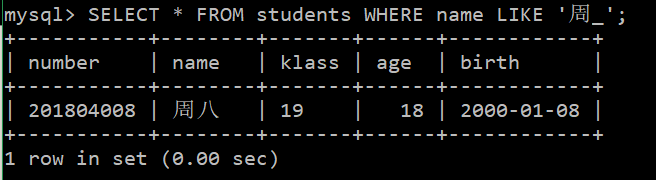 mysql> SELECT * FROM students WHERE name LIKE '周_';
+-----------+--------+-------+------+------------+
| number    | name   | klass | age  | birth      |
+-----------+--------+-------+------+------------+
| 201804008 | 周八   | 19    |   18 | 2000-01-08 |
+-----------+--------+-------+------+------------+
1 row in set (0.00 sec)